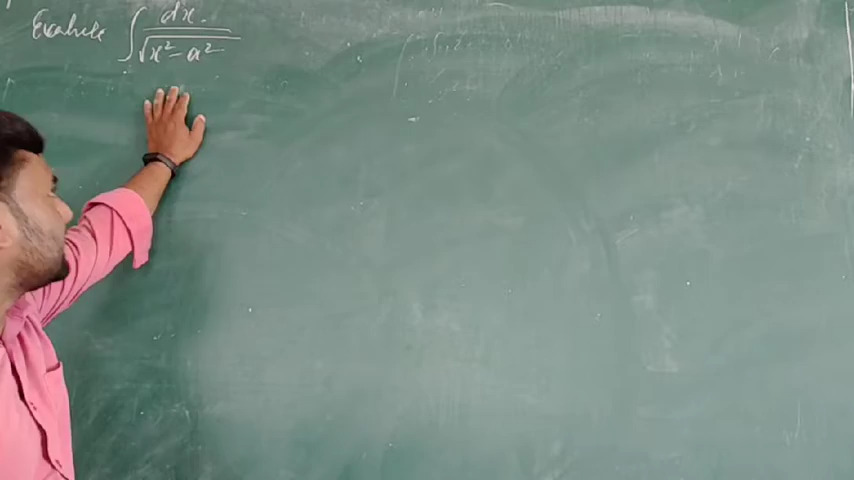 Evaluate ∫ dx / √(x² - a²)